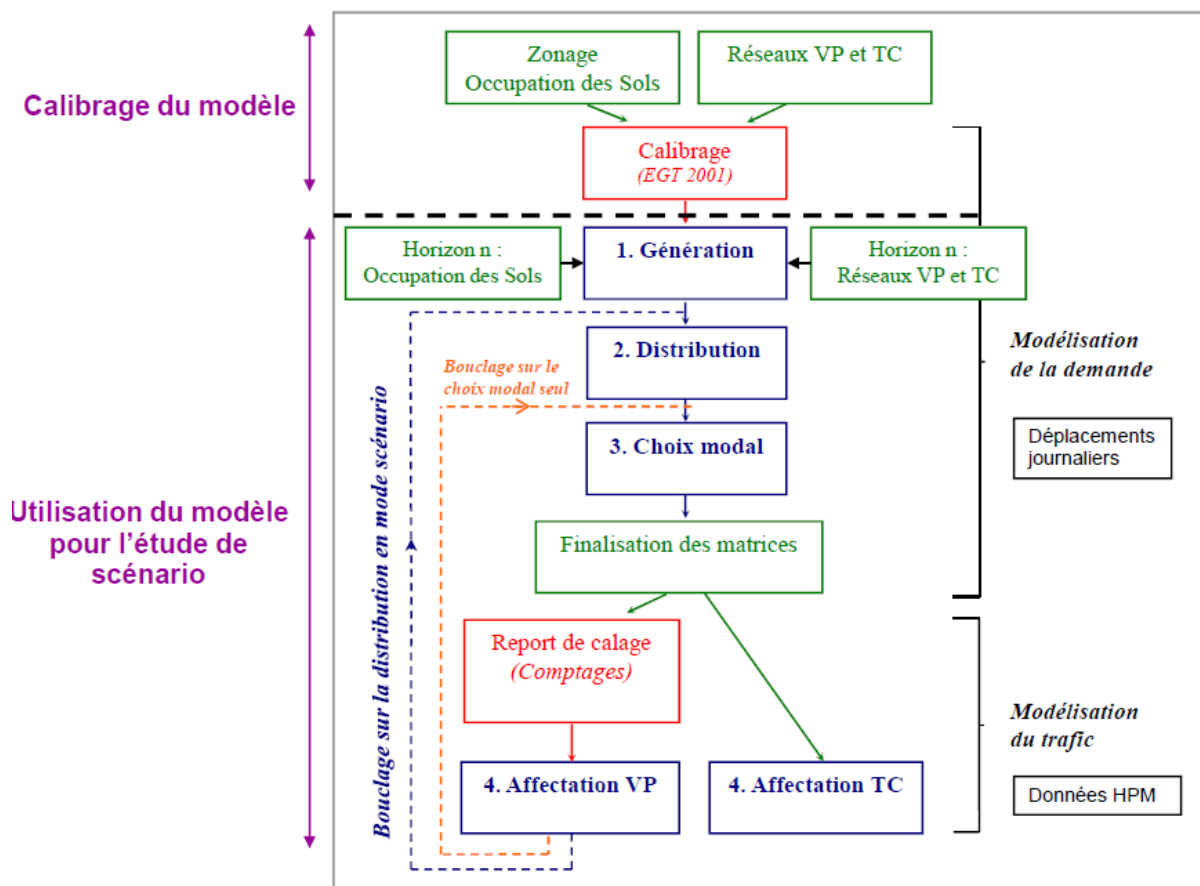 Zonage
Occupation des Sols
Réseaux VP et TC
Calibrage du modèle
Calibrage
(EGT 2001)
Horizon n :
Occupation des Sols
1. Génération
Horizon n :
Réseaux VP et TC
2. Distribution
Bouclage sur le
choix modal seul
3. Choix modal
Modélisation
de la demande
Déplacements
journaliers
Utilisation du modèle
pour l'étude de
scénario
Bouclage sur la distribution en mode scénario
Finalisation des matrices
Report de calage
(Comptages)
Modélisation
du trafic
4. Affectation VP
4. Affectation TC
Données HPM